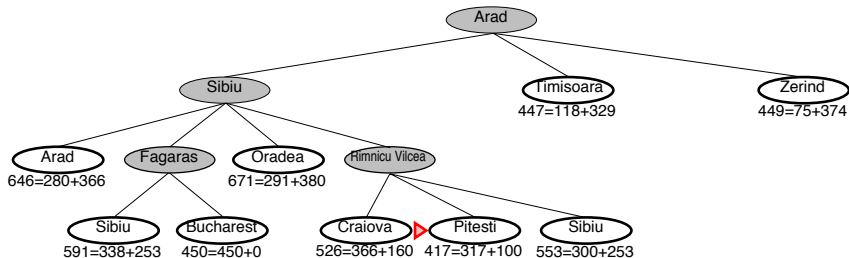 Arad
Sibiu
Timisoara
447=118+329
Zerind
449=75+374
Arad
646=280+366
Fagaras
Oradea
671=291+380
Rimnicu Vilcea
Sibiu
591=338+253
Bucharest
450=450+0
Craiova
526=366+160
Pitesti
417=317+100
Sibiu
553=300+253